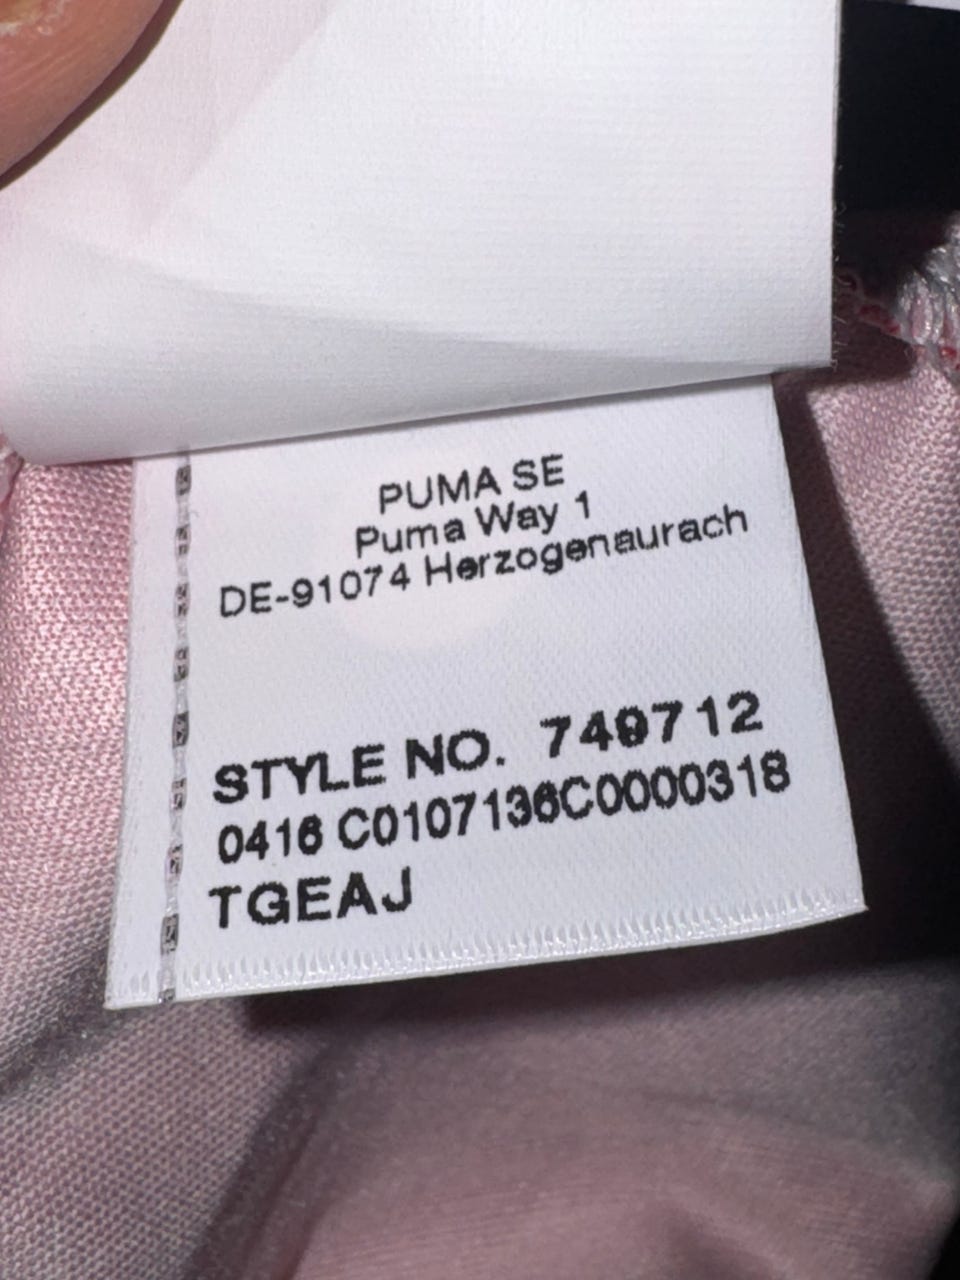 PUMA SE
Puma Way 1
DE-91074 Herzogenaurach
STYLE NO. 749712
0416 C0107136C0000318
TGEAJ